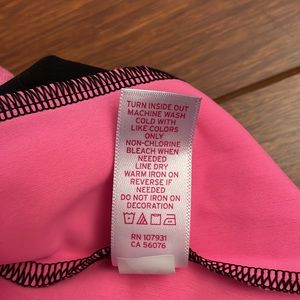 TURN INSIDE OUT
MACHINE WASH
COLD WITH
LIKE COLORS
ONLY
NON-CHLORINE
BLEACH WHEN
NEEDED
LINE DRY
WARM IRON ON
REVERSE IF
NEEDED
DO NOT IRON ON
DECORATION
RN 107931
CA 56076